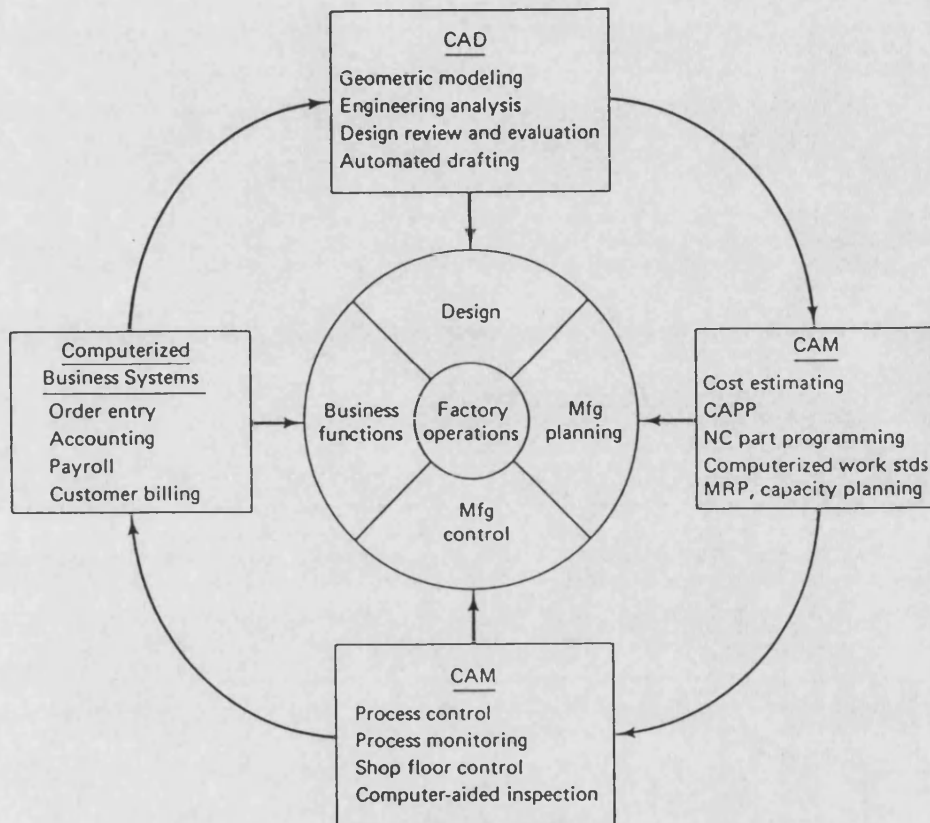 CAD
Geometric modeling
Engineering analysis
Design review and evaluation
Automated drafting
Design
Computerized
Business Systems
Order entry
Accounting
Payroll
Customer billing
Business
functions
Factory
operations
Mfg
planning
Mfg
control
CAM
Cost estimating
CAPP
NC part programming
Computerized work stds
MRP, capacity planning
CAM
Process control
Process monitoring
Shop floor control
Computer-aided inspection